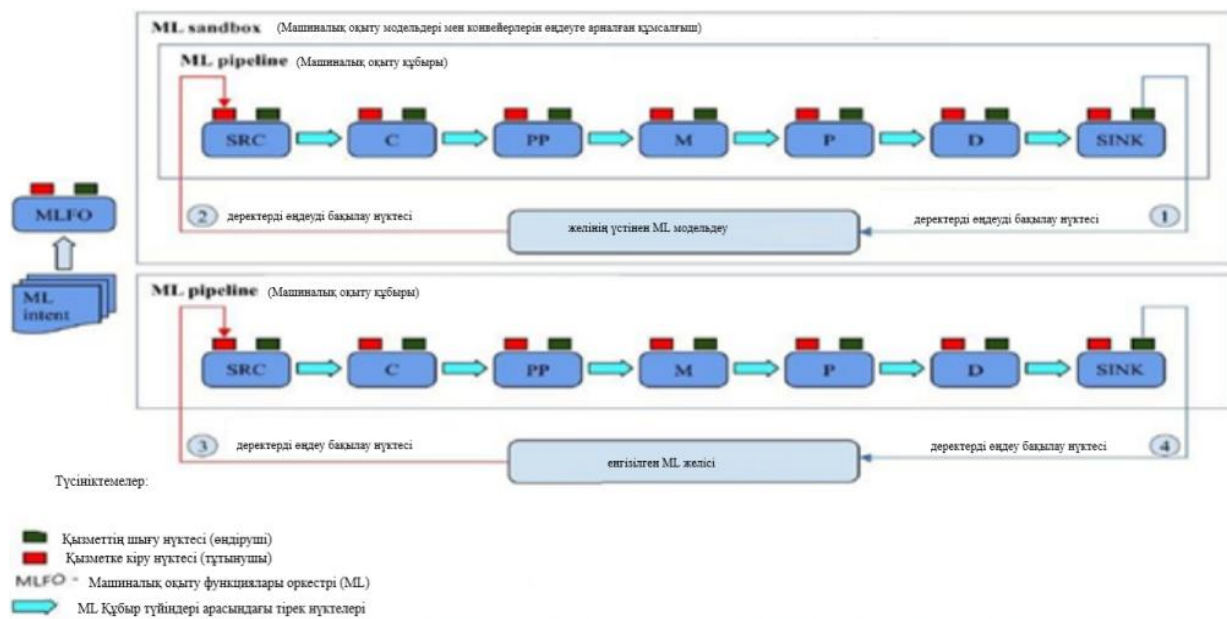 ML sandbox (Машиналық оқыту модельдері мен конвейерлерін өңдеуге арналған құмсалғыш)
ML pipeline (Машиналық оқыту құбыры)
SRC C PP M P D SINK
MLFO
2 деректерді өңдеуді бақылау нүктесі
желінің үстінен ML модельдеу
деректерді өңдеуді бақылау нүктесі 1
ML intent
ML pipeline (Машиналық оқыту құбыры)
SRC C PP M P D SINK
3 деректерді өңдеу бақылау нүктесі
енгізілген ML желісі
деректерді өңдеу бақылау нүктесі 4
Түсініктемелер:
Қызметтің шығу нүктесі (өндіруші)
Қызметке кіру нүктесі (тұтынушы)
MLFO - Машиналық оқыту функциялары оркестрі (ML)
ML Құбыр түйіндері арасындағы тірек нүктелері